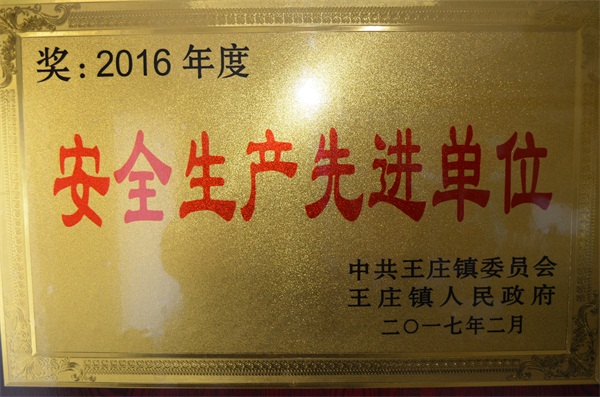 奖：2016年度
安全生产先进单位
中共王庄镇委员会
王庄镇人民政府
二〇一七年二月